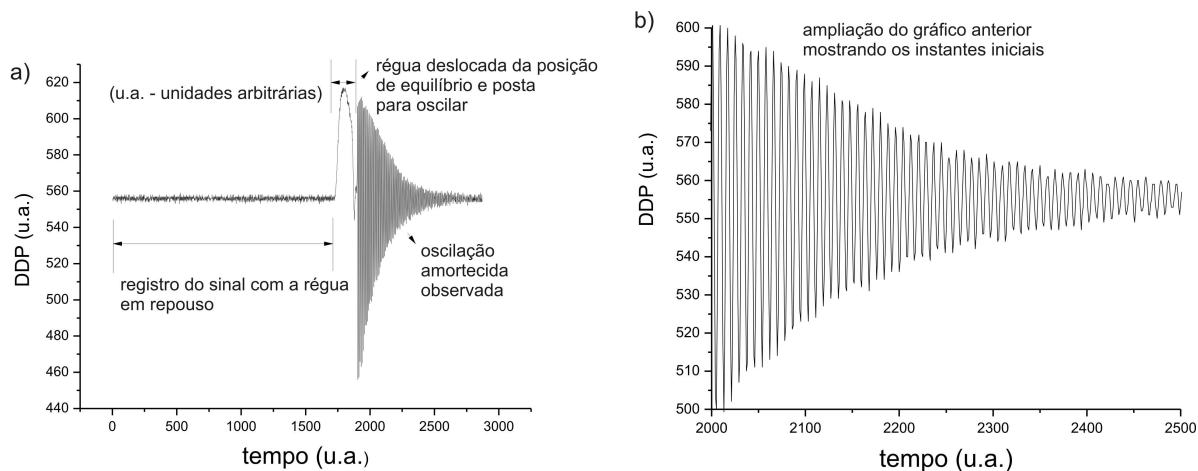 a)
620
600
580
560
540
520
500
480
460
440
DDP (u.a.)
(u.a. - unidades arbitrárias)
régua deslocada da posição
de equilíbrio e posta
para oscilar
registro do sinal com a régua
em repouso
oscilação
amortecida
observada
0
500
1000
1500
2000
2500
3000
tempo (u.a.)
b)
600
590
580
570
560
550
540
530
520
510
500
DDP (u.a.)
ampliação do gráfico anterior
mostrando os instantes iniciais
2000
2100
2200
2300
2400
2500
tempo (u.a.)